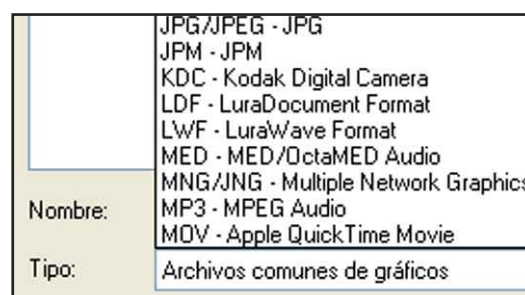 JPG/JPEG - JPG
JPM - JPM
KDC - Kodak Digital Camera
LDF - LuraDocument Format
LWF - LuraWave Format
MED - MED/OctaMED Audio
MNG/JNG - Multiple Network Graphics
Nombre: MP3 - MPEG Audio
MOV - Apple QuickTime Movie
Tipo: Archivos comunes de gráficos